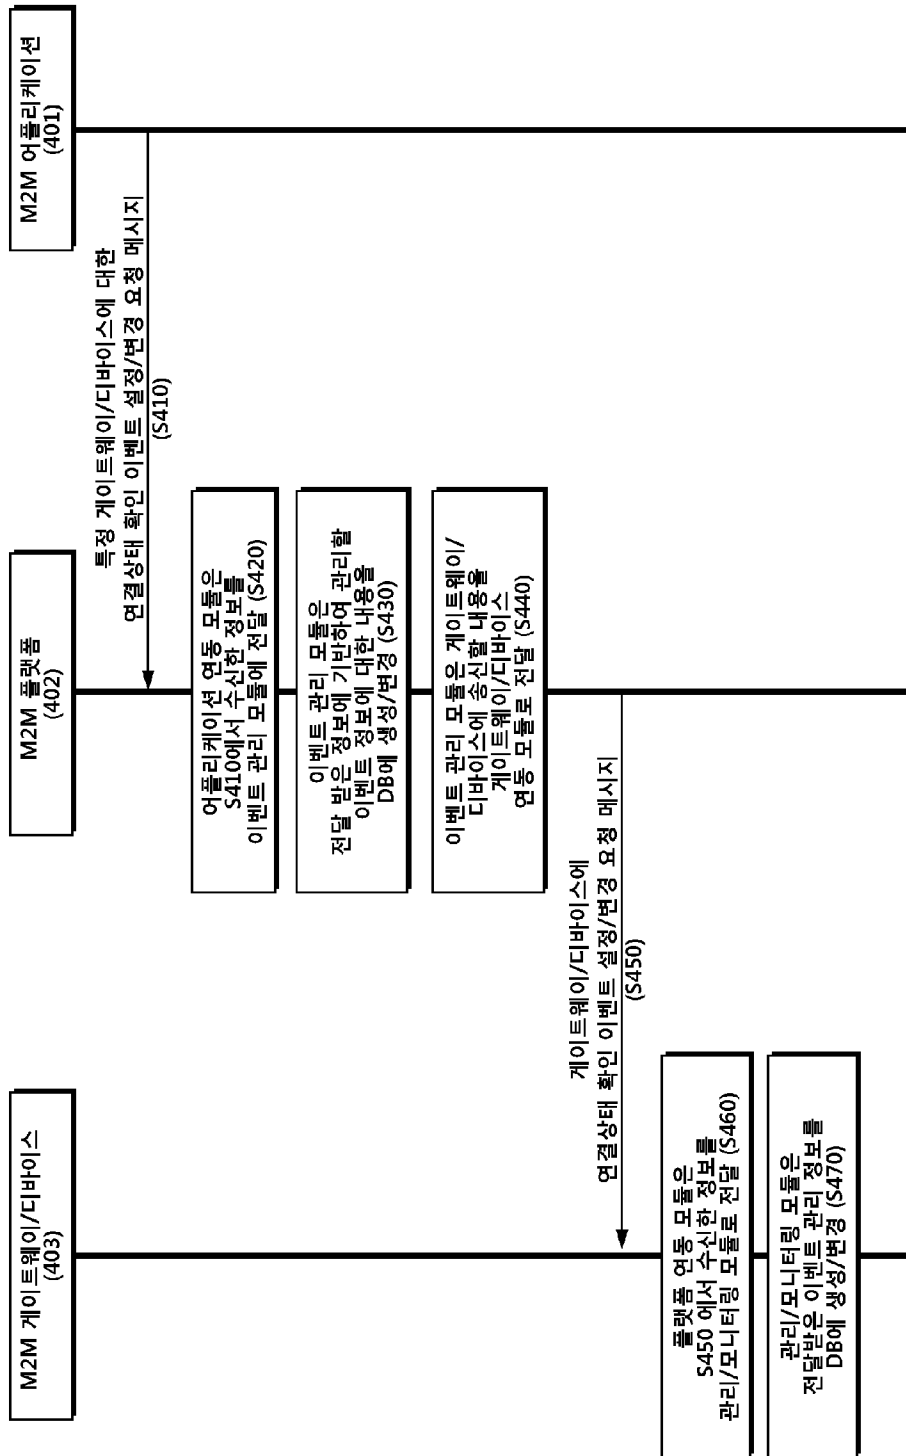 M2M 게이트웨이/디바이스
(403)
M2M 플랫폼
(402)
M2M 어플리케이션
(401)
특정 게이트웨이/디바이스에 대한
연결상태 확인 이벤트 설정/변경 요청 메시지
(S410)
어플리케이션 연동 모듈은
S410에서 수신한 정보를
이벤트 관리 모듈에 전달 (S420)
이벤트 관리 모듈은
전달 받은 정보에 기반하여 관리할
이벤트 정보에 대한 내용을
DB에 생성/변경 (S430)
이벤트 관리 모듈은 게이트웨이/
디바이스에 송신할 내용을
게이트웨이/디바이스
연동 모듈로 전달 (S440)
게이트웨이/디바이스에
연결상태 확인 이벤트 설정/변경 요청 메시지
(S450)
플랫폼 연동 모듈은
S450 에서 수신한 정보를
관리/모니터링 모듈로 전달 (S460)
관리/모니터링 모듈은
전달받은 이벤트 관리 정보를
DB에 생성/변경 (S470)